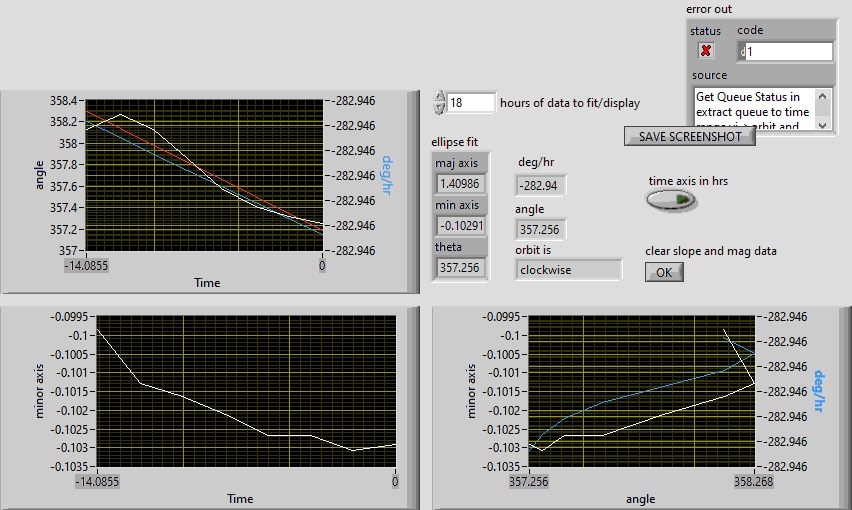 error out
status
code
d1
source
Get Queue Status in
extract queue to time
18
hours of data to fit/display
SAVE SCREENSHOT
358.4
358.2
358
357.8
357.6
357.4
357.2
357
angle
-282.946
-282.946
-282.946
-282.946
-282.946
-282.946
-282.946
deg/hr
-14.0855
0
Time
ellipse fit
maj axis
1.40986
min axis
-0.10291
theta
357.256
deg/hr
-282.94
angle
357.256
orbit is
clockwise
time axis in hrs
clear slope and mag data
OK
-0.0995
-0.1
-0.1005
-0.101
-0.1015
-0.102
-0.1025
-0.103
-0.1035
minor axis
-14.0855
0
Time
-0.0995
-0.1
-0.1005
-0.101
-0.1015
-0.102
-0.1025
-0.103
-0.1035
minor axis
-282.946
-282.946
-282.946
-282.946
-282.946
-282.946
-282.946
deg/hr
357.256
358.268
angle